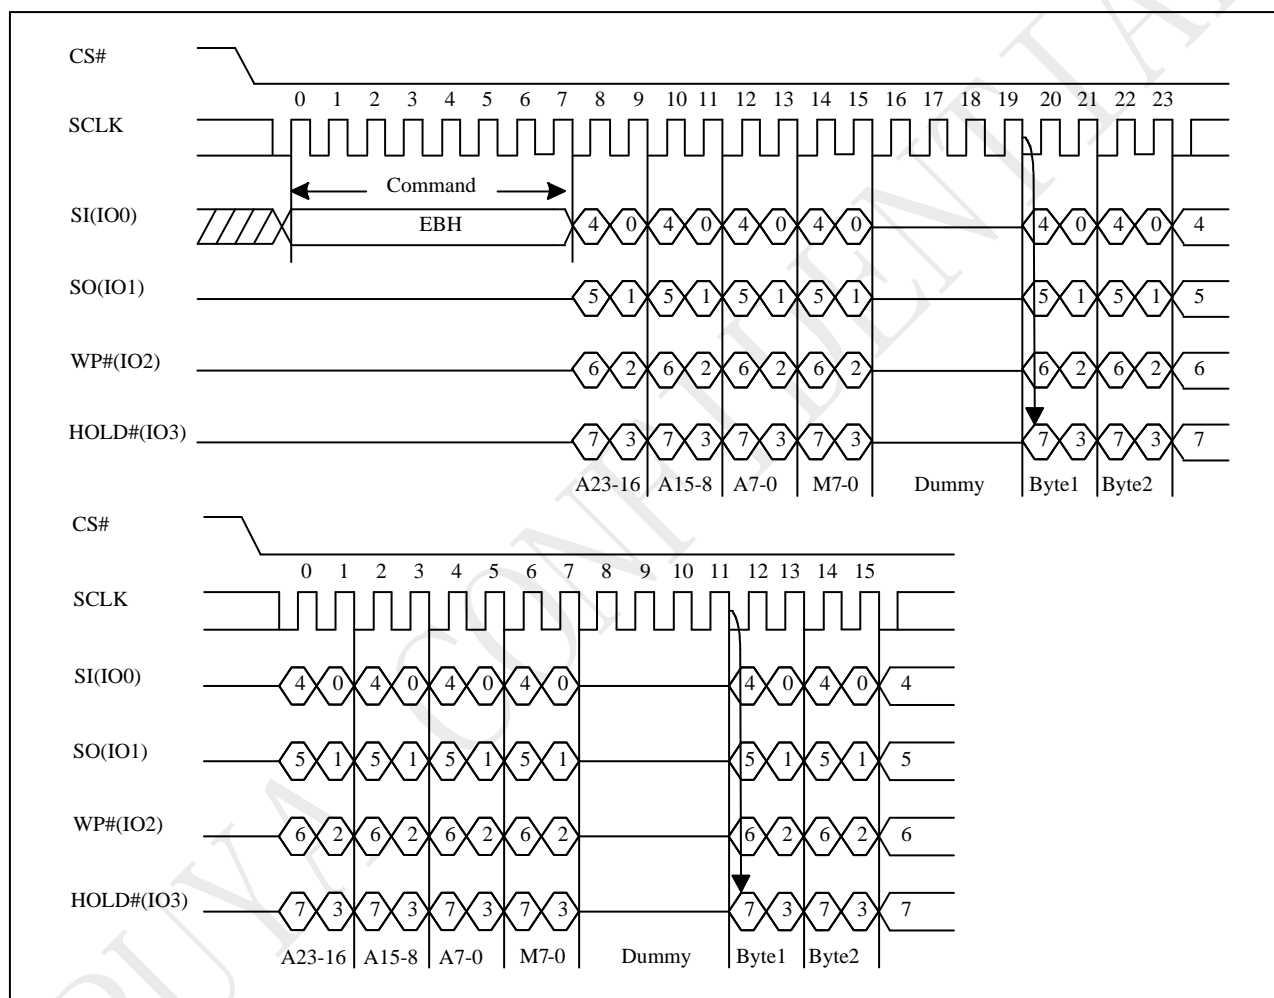 CS#
0 1 2 3 4 5 6 7 8 9 10 11 12 13 14 15 16 17 18 19 20 21 22 23
SCLK
Command
SI(IO0) EBH 4 0 4 0 4 0 4 0 4 0 4 0 4
SO(IO1) 5 1 5 1 5 1 5 1 5 1 5 1 5
WP#(IO2) 6 2 6 2 6 2 6 2 6 2 6 2 6
HOLD#(IO3) 7 3 7 3 7 3 7 3 7 3 7 3 7
A23-16 A15-8 A7-0 M7-0 Dummy Byte1 Byte2
CS#
0 1 2 3 4 5 6 7 8 9 10 11 12 13 14 15
SCLK
SI(IO0) 4 0 4 0 4 0 4 0 4 0 4 0 4
SO(IO1) 5 1 5 1 5 1 5 1 5 1 5 1 5
WP#(IO2) 6 2 6 2 6 2 6 2 6 2 6 2 6
HOLD#(IO3) 7 3 7 3 7 3 7 3 7 3 7 3 7
A23-16 A15-8 A7-0 M7-0 Dummy Byte1 Byte2
PUYA CONFIDENTIAL